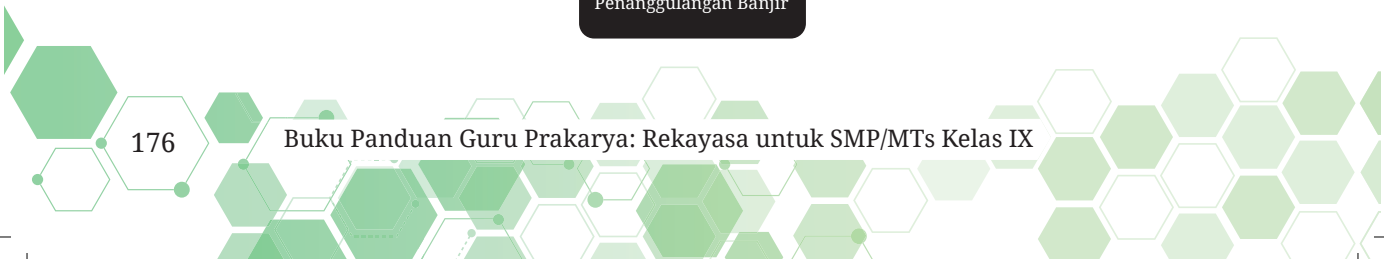 Penanggulangan Banjir
176
Buku Panduan Guru Prakarya: Rekayasa untuk SMP/MTs Kelas IX